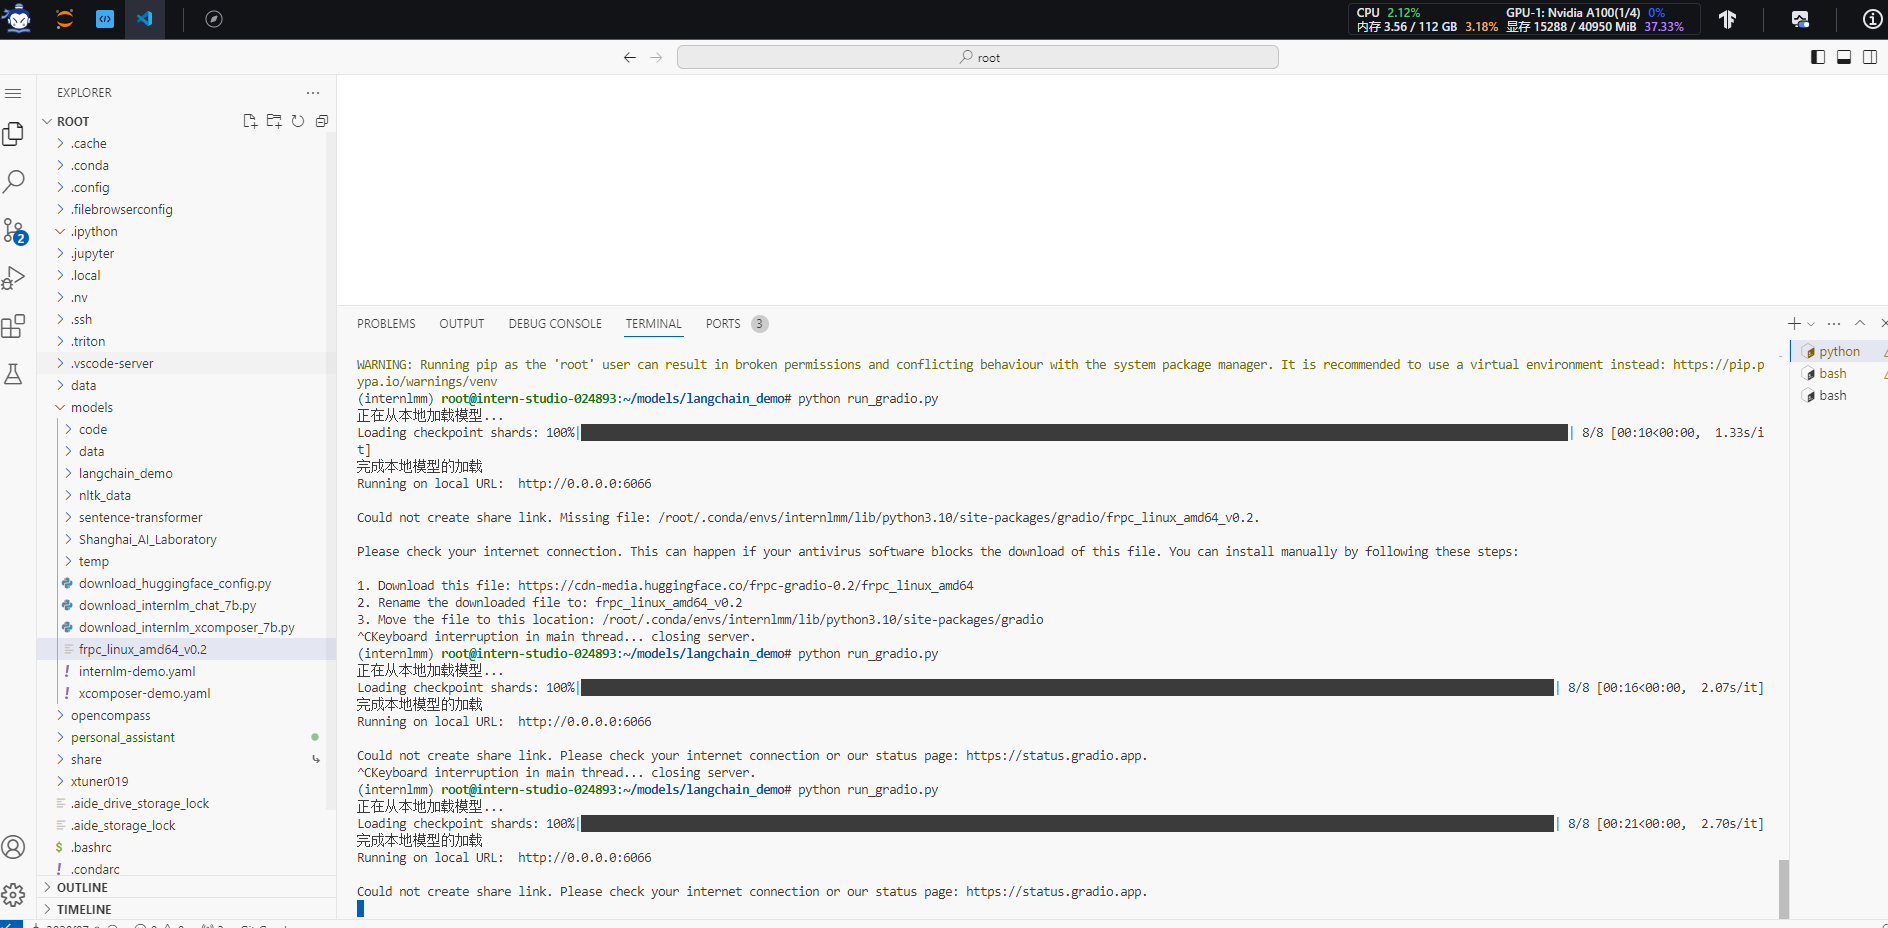 CPU 2.12% GPU-1: Nvidia A100(1/4) 0%
内存 3.56 / 112 GB 3.18% 显存 15288 / 40950 MiB 37.33%
root
EXPLORER
ROOT
.cache
.conda
.config
.filebrowserconfig
.ipython
.jupyter
.local
.nv
.ssh
.triton
.vscode-server
data
models
code
data
langchain_demo
nltk_data
sentence-transformer
Shanghai_AI_Laboratory
temp
download_huggingface_config.py
download_internlm_chat_7b.py
download_internlm_xcomposer_7b.py
frpc_linux_amd64_v0.2
internlm-demo.yaml
xcomposer-demo.yaml
opencompass
personal_assistant
share
xtuner019
.aide_drive_storage_lock
.aide_storage_lock
.bashrc
.condarc
OUTLINE
TIMELINE
2
PROBLEMS OUTPUT DEBUG CONSOLE TERMINAL PORTS 3
WARNING: Running pip as the 'root' user can result in broken permissions and conflicting behaviour with the system package manager. It is recommended to use a virtual environment instead: https://pip.p
ypa.io/warnings/venv
(internlmm) root@intern-studio-024893:~/models/langchain_demo# python run_gradio.py
正在从本地加载模型...
Loading checkpoint shards: 100%| | 8/8 [00:10<00:00, 1.33s/i
t]
完成本地模型的加载
Running on local URL: http://0.0.0.0:6066
Could not create share link. Missing file: /root/.conda/envs/internlmm/lib/python3.10/site-packages/gradio/frpc_linux_amd64_v0.2.
Please check your internet connection. This can happen if your antivirus software blocks the download of this file. You can install manually by following these steps:
1. Download this file: https://cdn-media.huggingface.co/frpc-gradio-0.2/frpc_linux_amd64
2. Rename the downloaded file to: frpc_linux_amd64_v0.2
3. Move the file to this location: /root/.conda/envs/internlmm/lib/python3.10/site-packages/gradio
^CKeyboard interruption in main thread... closing server.
(internlmm) root@intern-studio-024893:~/models/langchain_demo# python run_gradio.py
正在从本地加载模型...
Loading checkpoint shards: 100%| | 8/8 [00:16<00:00, 2.07s/it]
完成本地模型的加载
Running on local URL: http://0.0.0.0:6066
Could not create share link. Please check your internet connection or our status page: https://status.gradio.app.
^CKeyboard interruption in main thread... closing server.
(internlmm) root@intern-studio-024893:~/models/langchain_demo# python run_gradio.py
正在从本地加载模型...
Loading checkpoint shards: 100%| | 8/8 [00:21<00:00, 2.70s/it]
完成本地模型的加载
Running on local URL: http://0.0.0.0:6066
Could not create share link. Please check your internet connection or our status page: https://status.gradio.app.
python
bash
bash